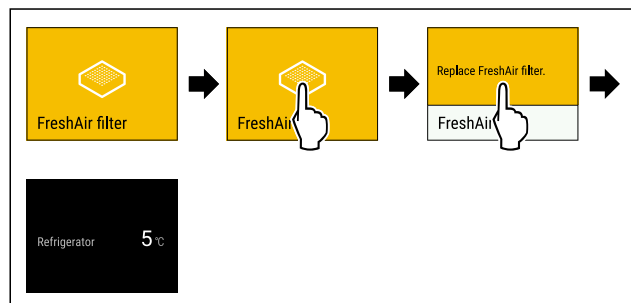 FreshAir filter
FreshAi
Replace FreshAir filter.
FreshAi
Refrigerator 5 °C